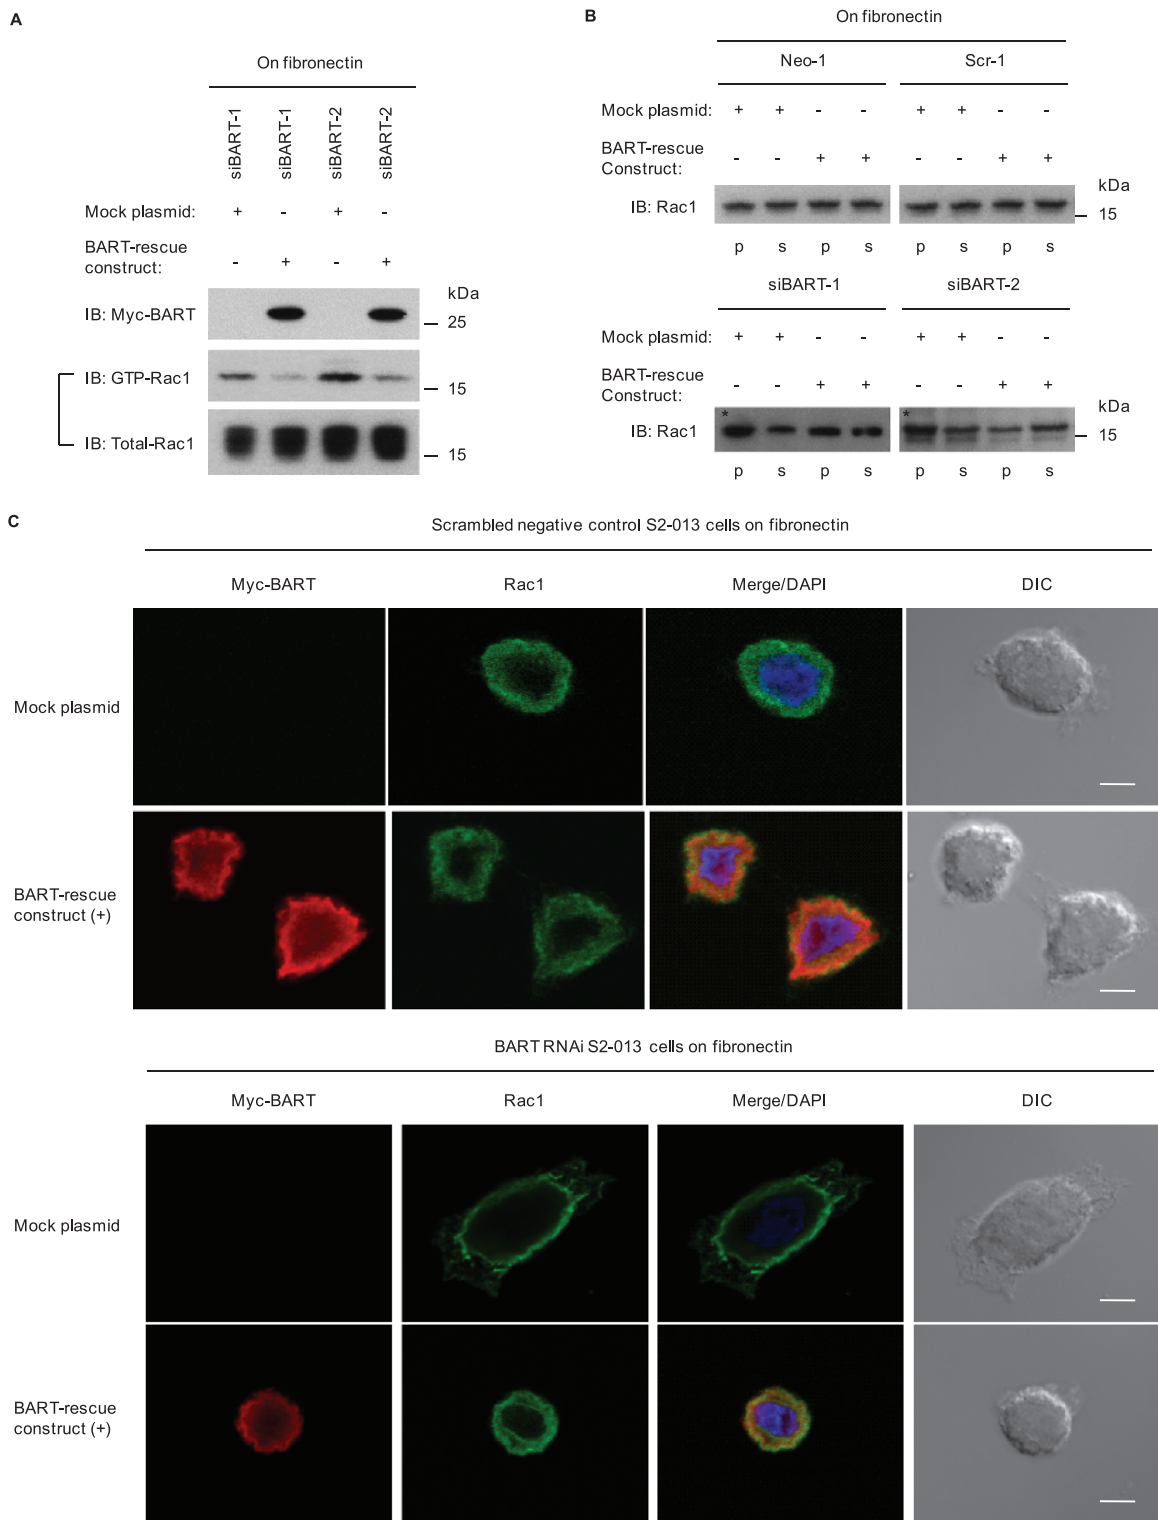 A
On fibronectin
siBART-1 siBART-1 siBART-2 siBART-2
Mock plasmid: + - + -
BART-rescue
construct: - + - +
kDa
IB: Myc-BART 25
IB: GTP-Rac1 15
IB: Total-Rac1 15
B
On fibronectin
Neo-1 Scr-1
Mock plasmid: + + - - + + - -
BART-rescue
Construct: - - + + - - + +
kDa
IB: Rac1 15
p s p s p s p s
siBART-1 siBART-2
Mock plasmid: + + - - + + - -
BART-rescue
Construct: - - + + - - + +
kDa
* *
IB: Rac1 15
p s p s p s p s
C
Scrambled negative control S2-013 cells on fibronectin
Myc-BART Rac1 Merge/DAPI DIC
Mock plasmid
BART-rescue
construct (+)
BART RNAi S2-013 cells on fibronectin
Myc-BART Rac1 Merge/DAPI DIC
Mock plasmid
BART-rescue
construct (+)